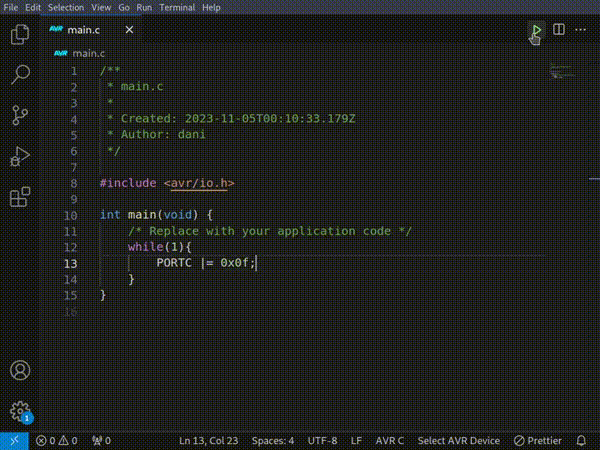 File Edit Selection View Go Run Terminal Help
AVR main.c
AVR main.c
1 /**
2 * main.c
3 *
4 * Created: 2023-11-05T00:10:33.179Z
5 * Author: dani
6 */
7
8 #include <avr/io.h>
9
10 int main(void) {
11 /* Replace with your application code */
12 while(1){
13 PORTC |= 0x0f;
14 }
15 }
16
1
0 0 0 Ln 13, Col 23 Spaces: 4 UTF-8 LF AVR C Select AVR Device Prettier